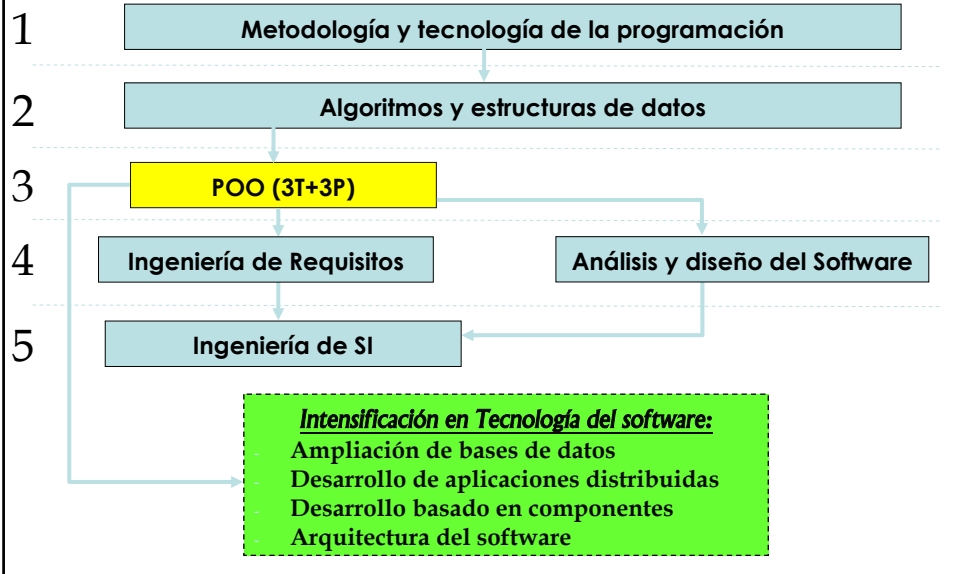 1
Metodología y tecnología de la programación
2
Algoritmos y estructuras de datos
3
POO (3T+3P)
4
Ingeniería de Requisitos
Análisis y diseño del Software
5
Ingeniería de SI
Intensificación en Tecnología del software:
- Ampliación de bases de datos
- Desarrollo de aplicaciones distribuidas
- Desarrollo basado en componentes
- Arquitectura del software